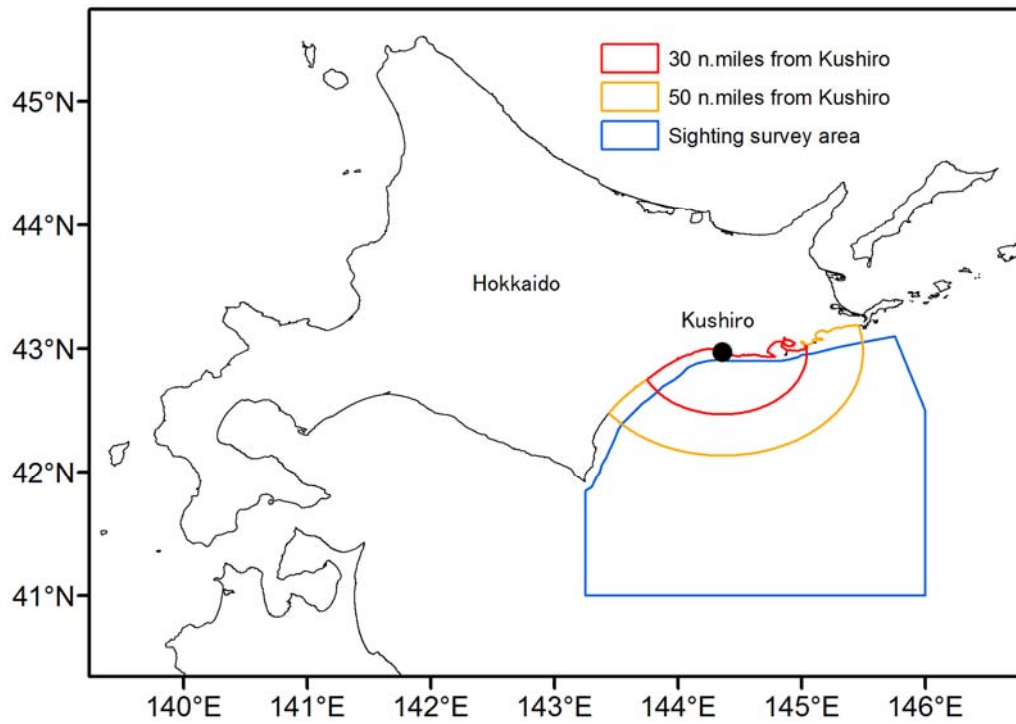 30 n.miles from Kushiro
50 n.miles from Kushiro
Sighting survey area
45°N
44°N
43°N
42°N
41°N
Hokkaido
Kushiro
140°E
141°E
142°E
143°E
144°E
145°E
146°E